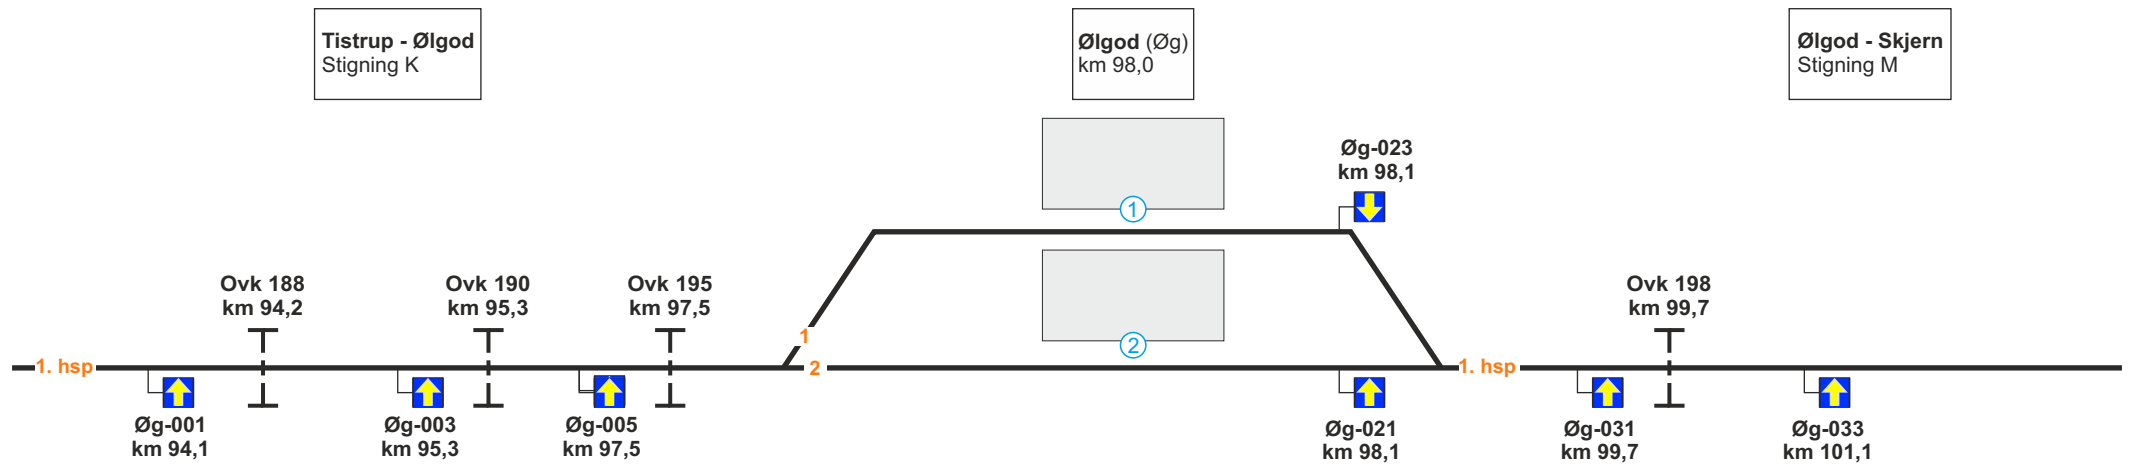 Tistrup - Ølgod
Stigning K
Ølgod (Øg)
km 98,0
Ølgod - Skjern
Stigning M
1
Øg-023
km 98,1
Ovk 188
km 94,2
Ovk 190
km 95,3
Ovk 195
km 97,5
2
Ovk 198
km 99,7
1
1. hsp
2
1. hsp
Øg-001
km 94,1
Øg-003
km 95,3
Øg-005
km 97,5
Øg-021
km 98,1
Øg-031
km 99,7
Øg-033
km 101,1